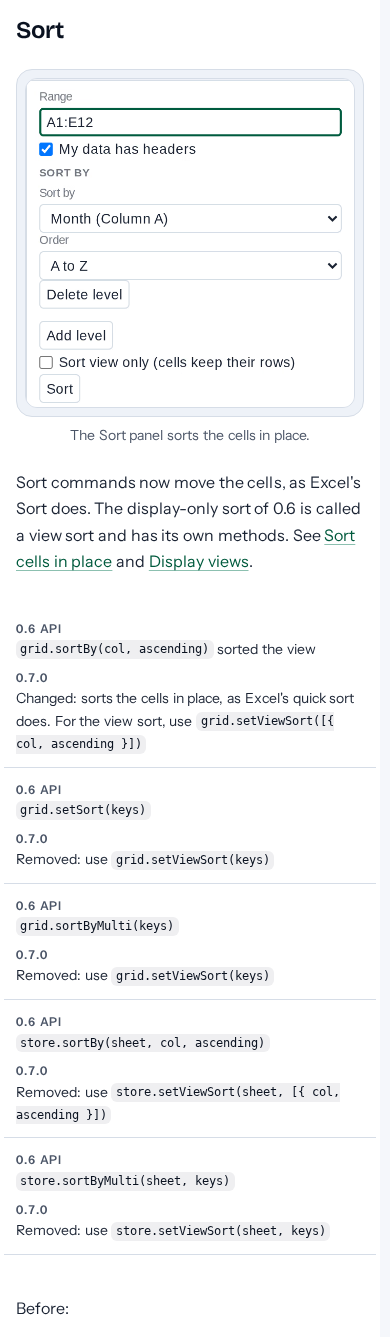 Sort
Range
A1:E12
My data has headers
SORT BY
Sort by
Month (Column A)
Order
A to Z
Delete level
Add level
Sort view only (cells keep their rows)
Sort
The Sort panel sorts the cells in place.
Sort commands now move the cells, as Excel's
Sort does. The display-only sort of 0.6 is called
a view sort and has its own methods. See Sort
cells in place and Display views.
0.6 API
grid.sortBy(col, ascending) sorted the view
0.7.0
Changed: sorts the cells in place, as Excel's quick sort
does. For the view sort, use grid.setViewSort([{
col, ascending }])
0.6 API
grid.setSort(keys)
0.7.0
Removed: use grid.setViewSort(keys)
0.6 API
grid.sortByMulti(keys)
0.7.0
Removed: use grid.setViewSort(keys)
0.6 API
store.sortBy(sheet, col, ascending)
0.7.0
Removed: use store.setViewSort(sheet, [{ col,
ascending }])
0.6 API
store.sortByMulti(sheet, keys)
0.7.0
Removed: use store.setViewSort(sheet, keys)
Before: